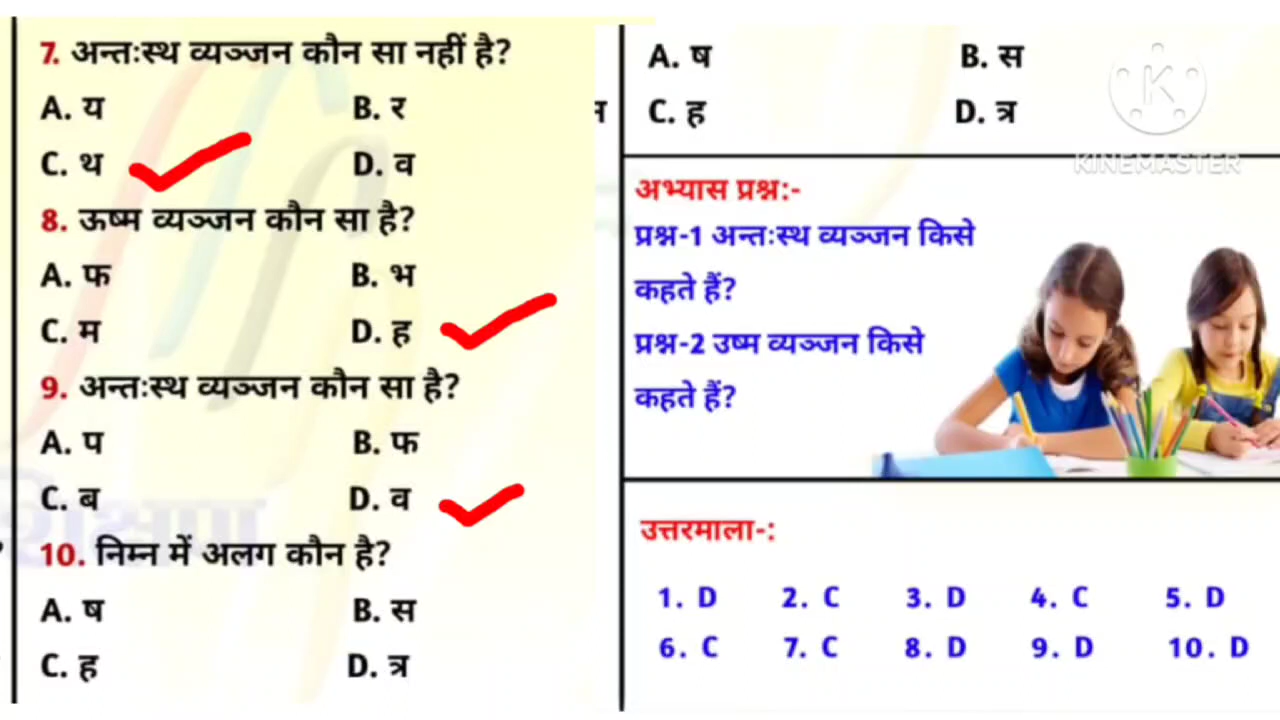 7. अन्तःस्थ व्यञ्जन कौन सा नहीं है?
A. य B. र
C. थ D. व
8. ऊष्म व्यञ्जन कौन सा है?
A. फ B. भ
C. म D. ह
9. अन्तःस्थ व्यञ्जन कौन सा है?
A. प B. फ
C. ब D. व
10. निम्न में अलग कौन है?
A. ष B. स
C. ह D. त्र
A. ष B. स
C. ह D. त्र
KINEMASTER
अभ्यास प्रश्न:-
प्रश्न-1 अन्तःस्थ व्यञ्जन किसे
कहते हैं?
प्रश्न-2 उष्म व्यञ्जन किसे
कहते हैं?
उत्तरमाला-:
1. D 2. C 3. D 4. C 5. D
6. C 7. C 8. D 9. D 10. D